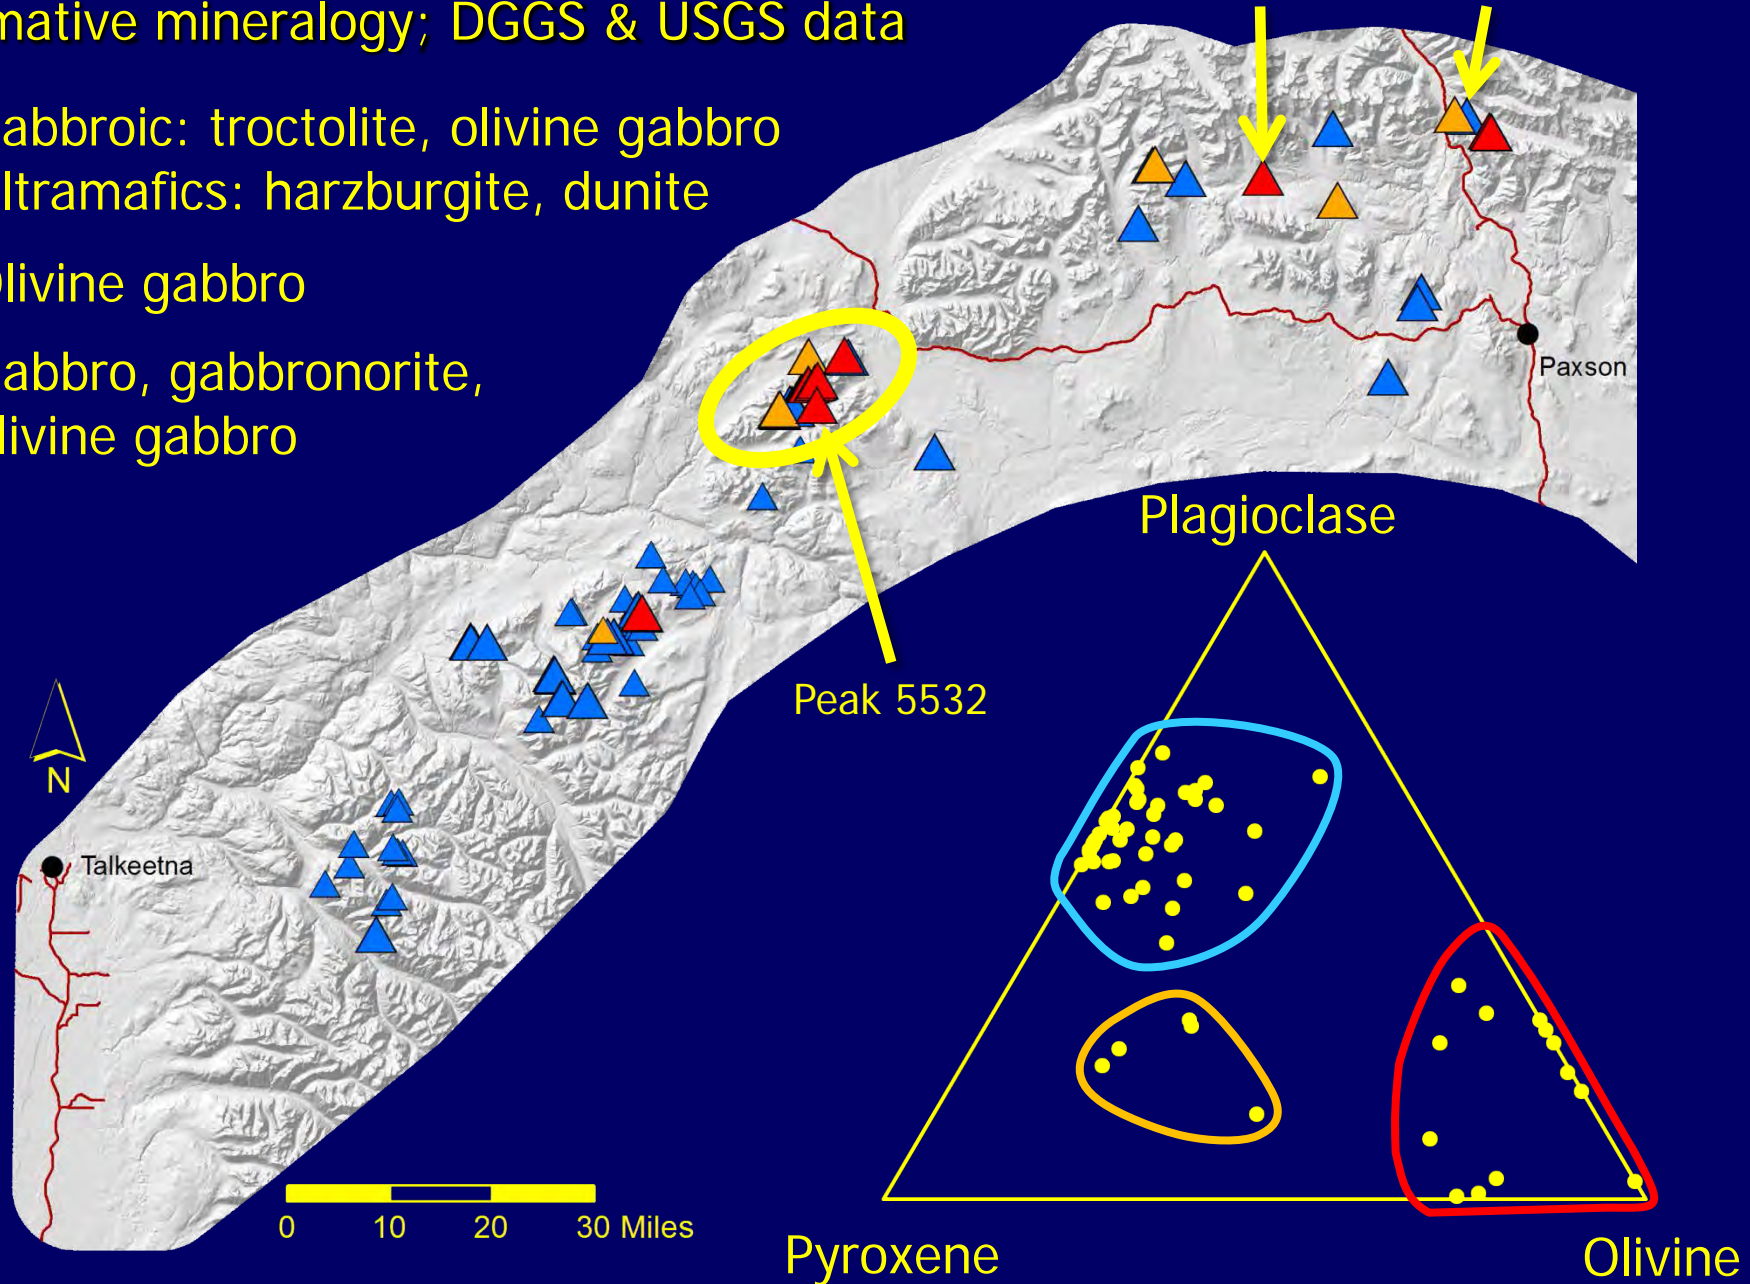 mative mineralogy; DGGS & USGS data
abbroic: troctolite, olivine gabbro
ltramafics: harzburgite, dunite
livine gabbro
abbro, gabbronorite,
livine gabbro
Paxson
Plagioclase
Peak 5532
N
Talkeetna
0 10 20 30 Miles
Pyroxene
Olivine